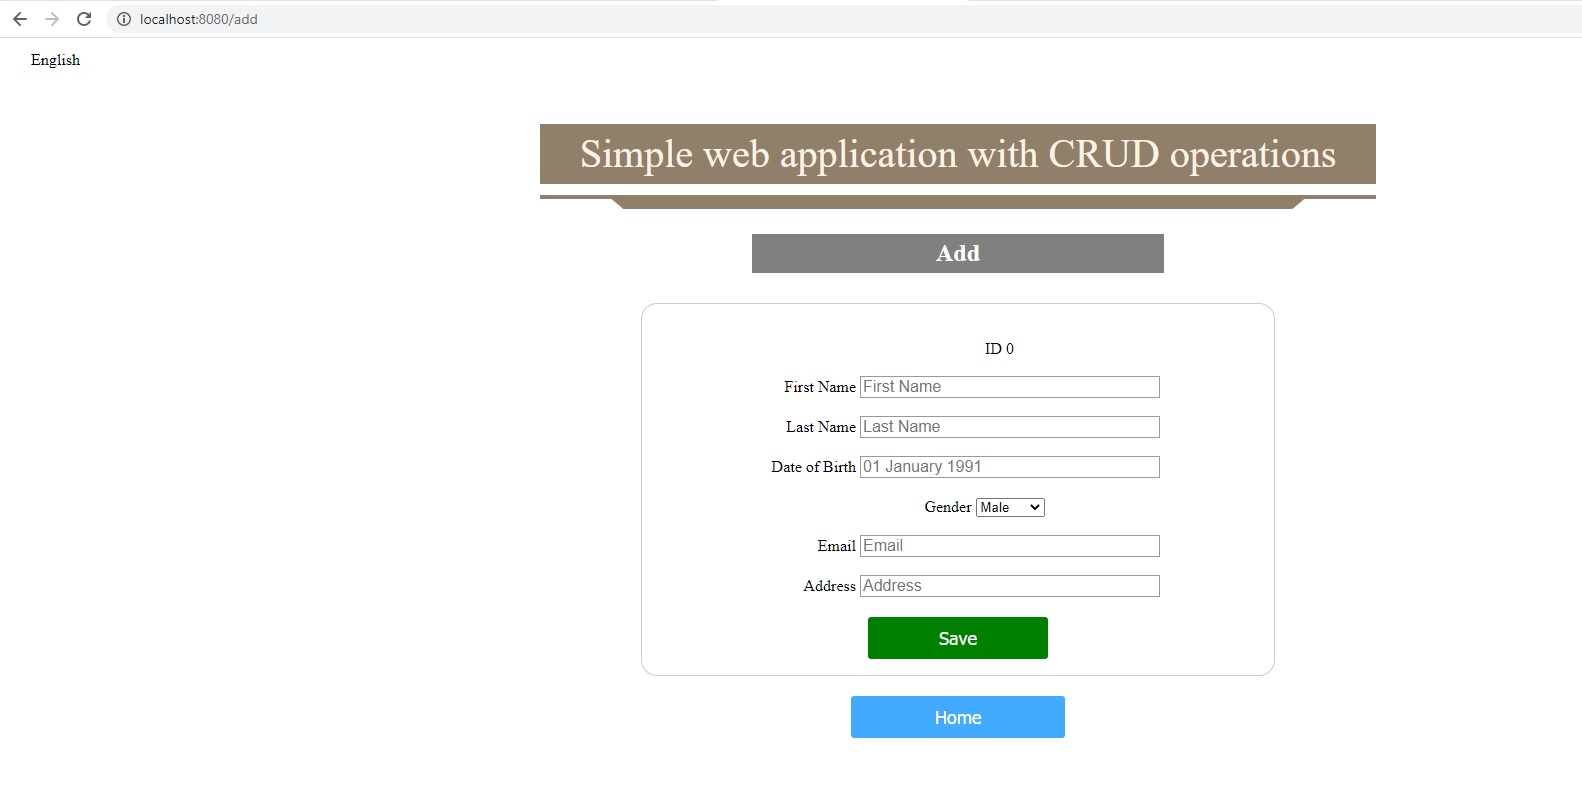 localhost:8080/add
English
Simple web application with CRUD operations
Add
ID 0
First Name First Name
Last Name Last Name
Date of Birth 01 January 1991
Gender Male
Email Email
Address Address
Save
Home